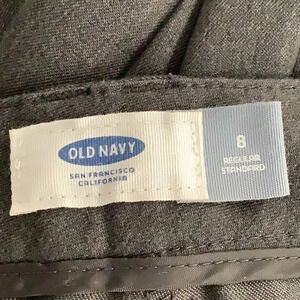 OLD NAVY
SAN FRANCISCO
CALIFORNIA
8
REGULAR
STANDARD